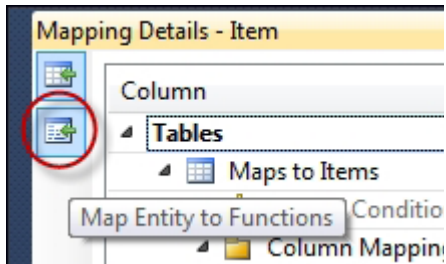 Mapping Details - Item
Column
Tables
Maps to Items
Map Entity to Functions
Column Mapping